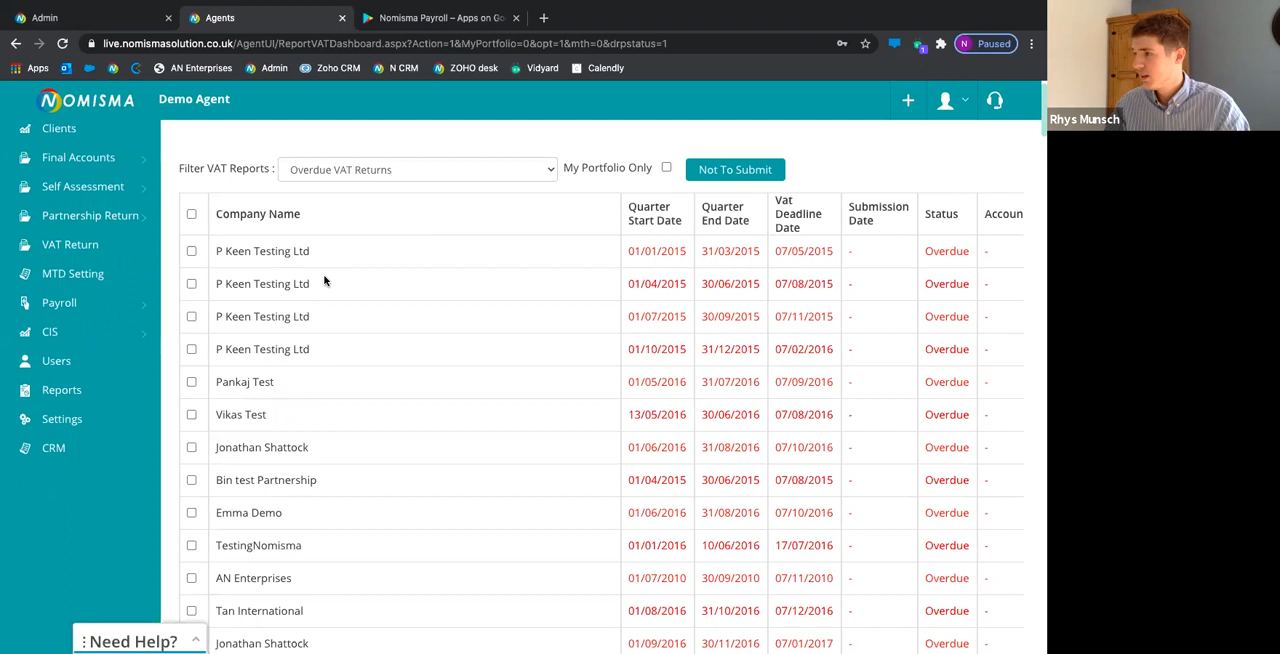 Admin
Agents
Nomisma Payroll – Apps on Go
live.nomismasolution.co.uk/AgentUI/ReportVATDashboard.aspx?Action=1&MyPortfolio=0&opt=1&mth=0&drpstatus=1
N Paused
Apps AN Enterprises Admin Zoho CRM N CRM ZOHO desk Vidyard Calendly
NOMISMA Demo Agent
Rhys Munsch
Clients
Final Accounts
Self Assessment
Partnership Return
VAT Return
MTD Setting
Payroll
CIS
Users
Reports
Settings
CRM
Need Help?
Filter VAT Reports : Overdue VAT Returns My Portfolio Only Not To Submit
Company Name Quarter Start Date Quarter End Date Vat Deadline Date Submission Date Status Accoun
P Keen Testing Ltd 01/01/2015 31/03/2015 07/05/2015 - Overdue -
P Keen Testing Ltd 01/04/2015 30/06/2015 07/08/2015 - Overdue -
P Keen Testing Ltd 01/07/2015 30/09/2015 07/11/2015 - Overdue -
P Keen Testing Ltd 01/10/2015 31/12/2015 07/02/2016 - Overdue -
Pankaj Test 01/05/2016 31/07/2016 07/09/2016 - Overdue -
Vikas Test 13/05/2016 30/06/2016 07/08/2016 - Overdue -
Jonathan Shattock 01/06/2016 31/08/2016 07/10/2016 - Overdue -
Bin test Partnership 01/04/2015 30/06/2015 07/08/2015 - Overdue -
Emma Demo 01/06/2016 31/08/2016 07/10/2016 - Overdue -
TestingNomisma 01/01/2016 10/06/2016 17/07/2016 - Overdue -
AN Enterprises 01/07/2010 30/09/2010 07/11/2010 - Overdue -
Tan International 01/08/2016 31/10/2016 07/12/2016 - Overdue -
Jonathan Shattock 01/09/2016 30/11/2016 07/01/2017 - Overdue -